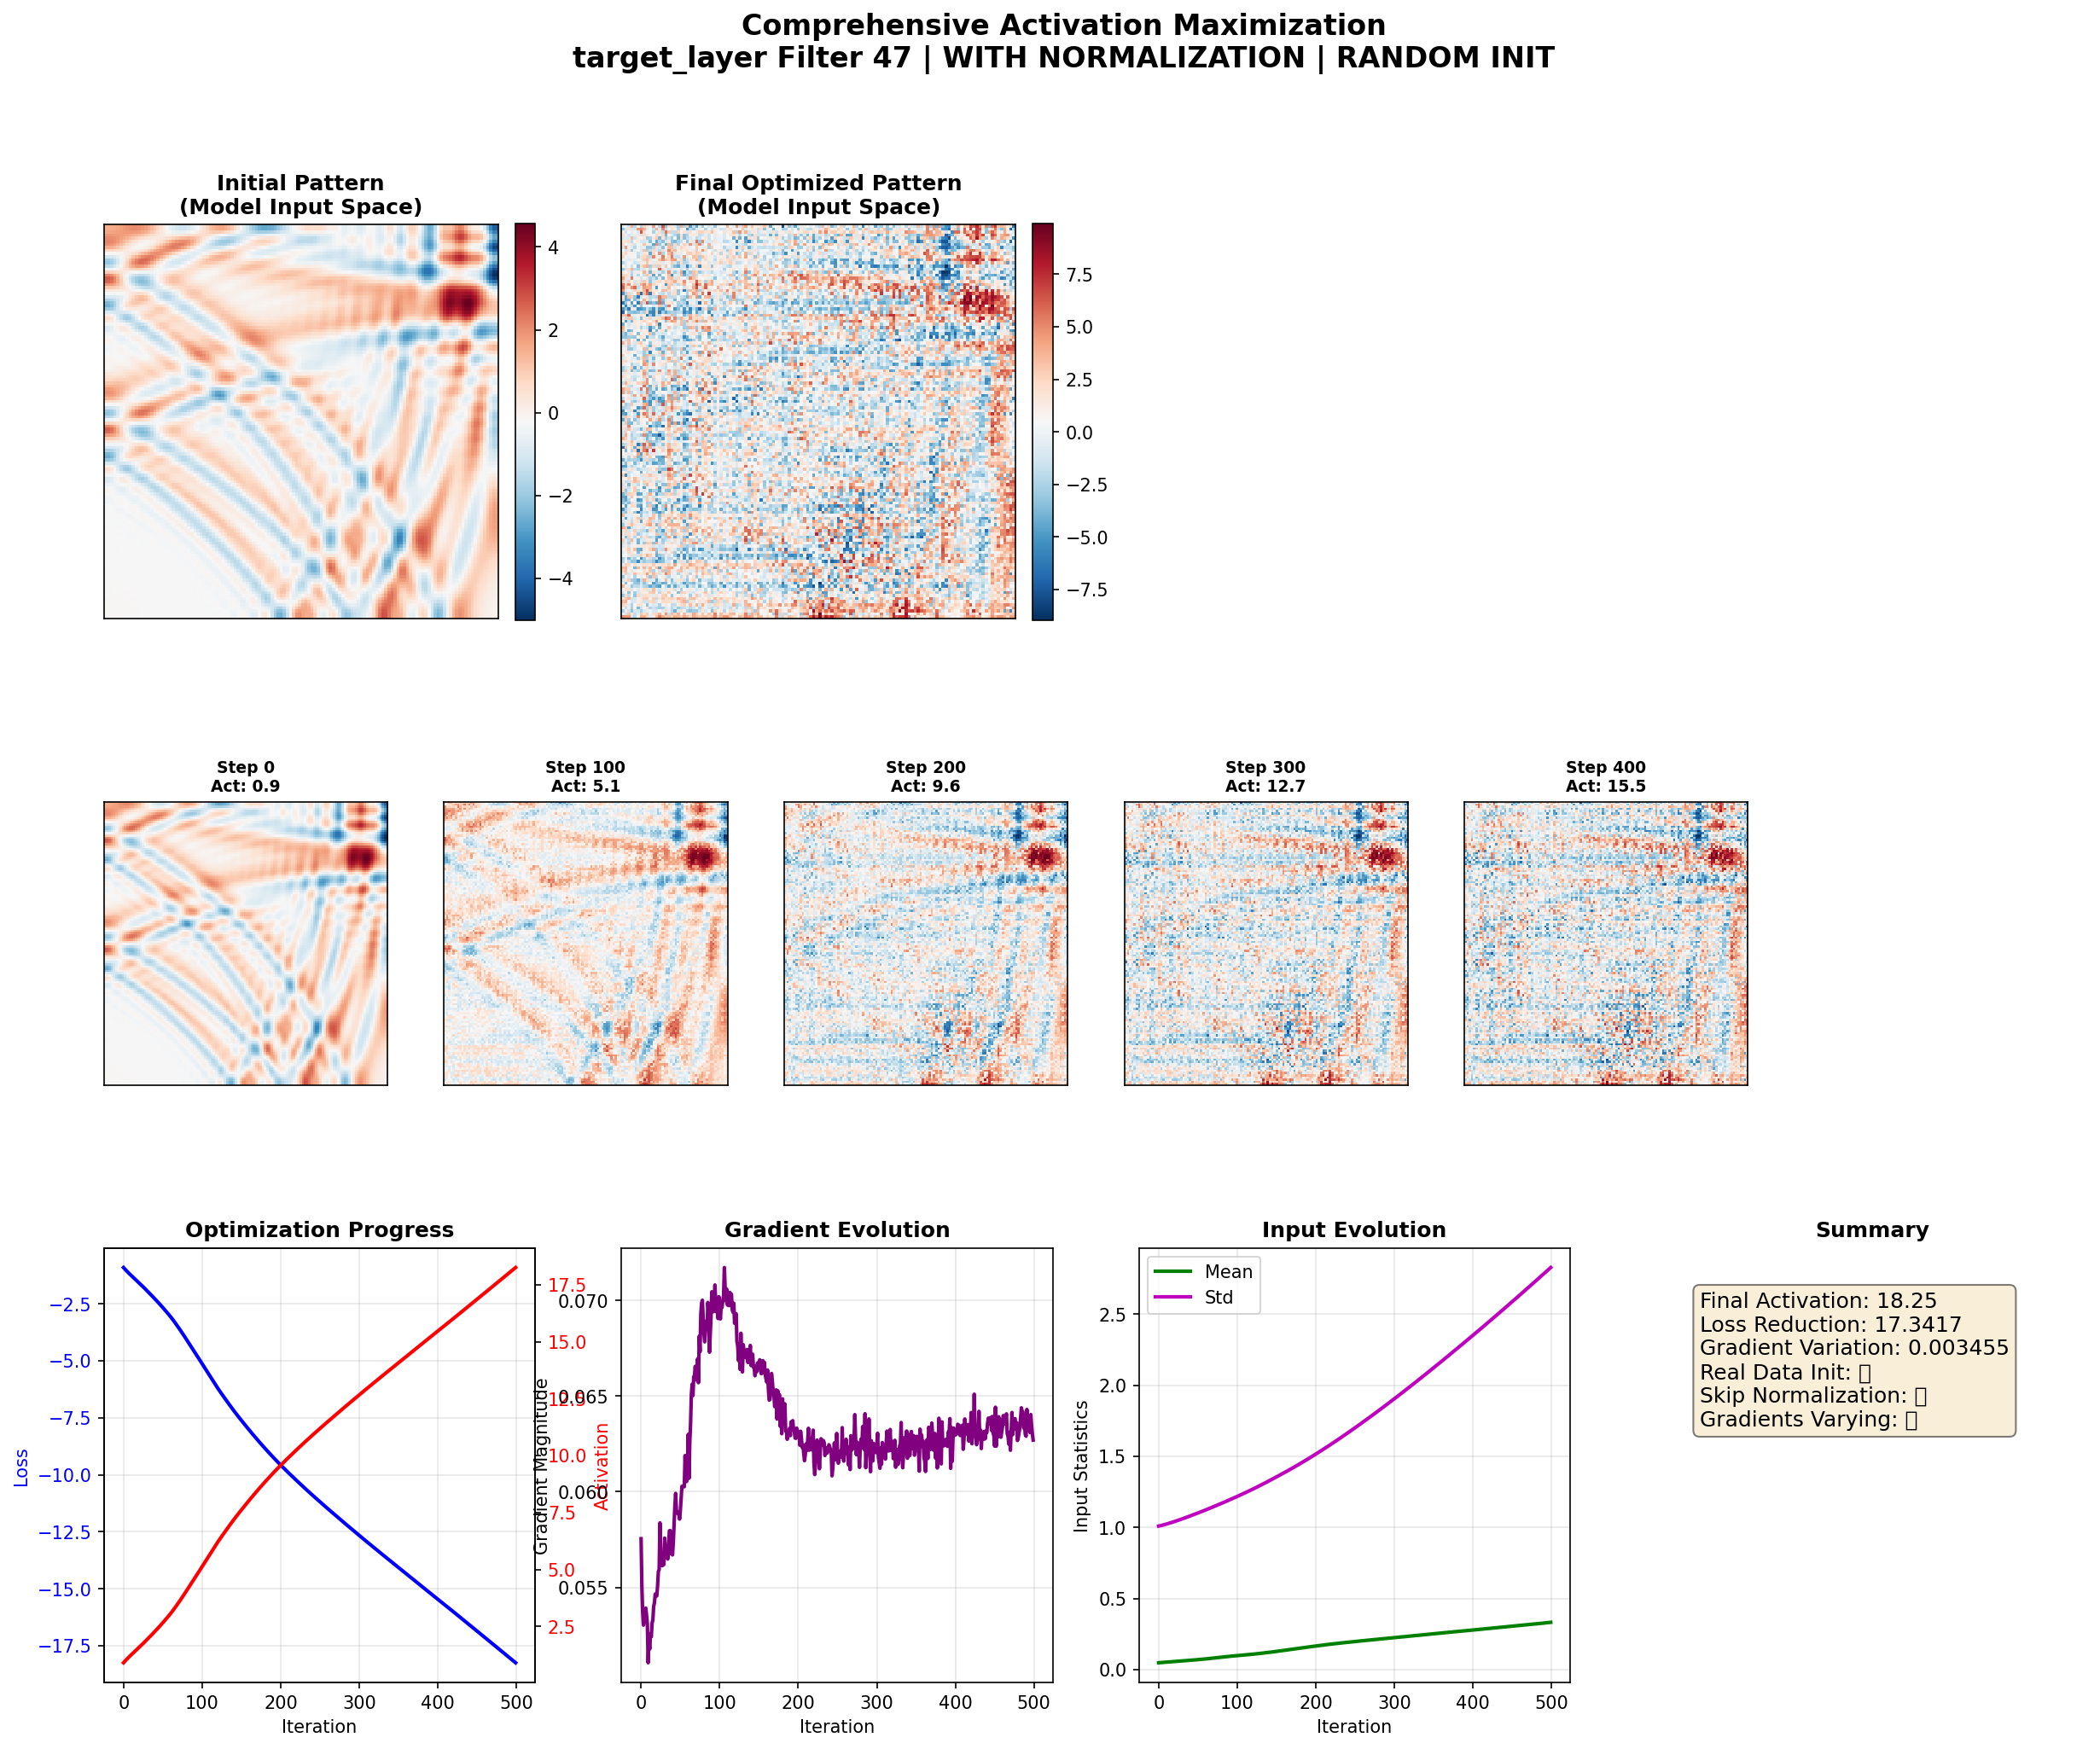 Comprehensive Activation Maximization
target_layer Filter 47 | WITH NORMALIZATION | RANDOM INIT
Initial Pattern
(Model Input Space)
4
2
0
−2
−4
Final Optimized Pattern
(Model Input Space)
7.5
5.0
2.5
0.0
−2.5
−5.0
−7.5
Step 0
Act: 0.9
Step 100
Act: 5.1
Step 200
Act: 9.6
Step 300
Act: 12.7
Step 400
Act: 15.5
Optimization Progress
Loss
−2.5
−5.0
−7.5
−10.0
−12.5
−15.0
−17.5
17.5
15.0
12.5
10.0
7.5
5.0
2.5
Activation
0 100 200 300 400 500
Iteration
Gradient Evolution
Gradient Magnitude
0.070
0.065
0.060
0.055
0 100 200 300 400 500
Iteration
Input Evolution
Mean
Std
Input Statistics
2.5
2.0
1.5
1.0
0.5
0.0
0 100 200 300 400 500
Iteration
Summary
Final Activation: 18.25
Loss Reduction: 17.3417
Gradient Variation: 0.003455
Real Data Init:
Skip Normalization:
Gradients Varying: